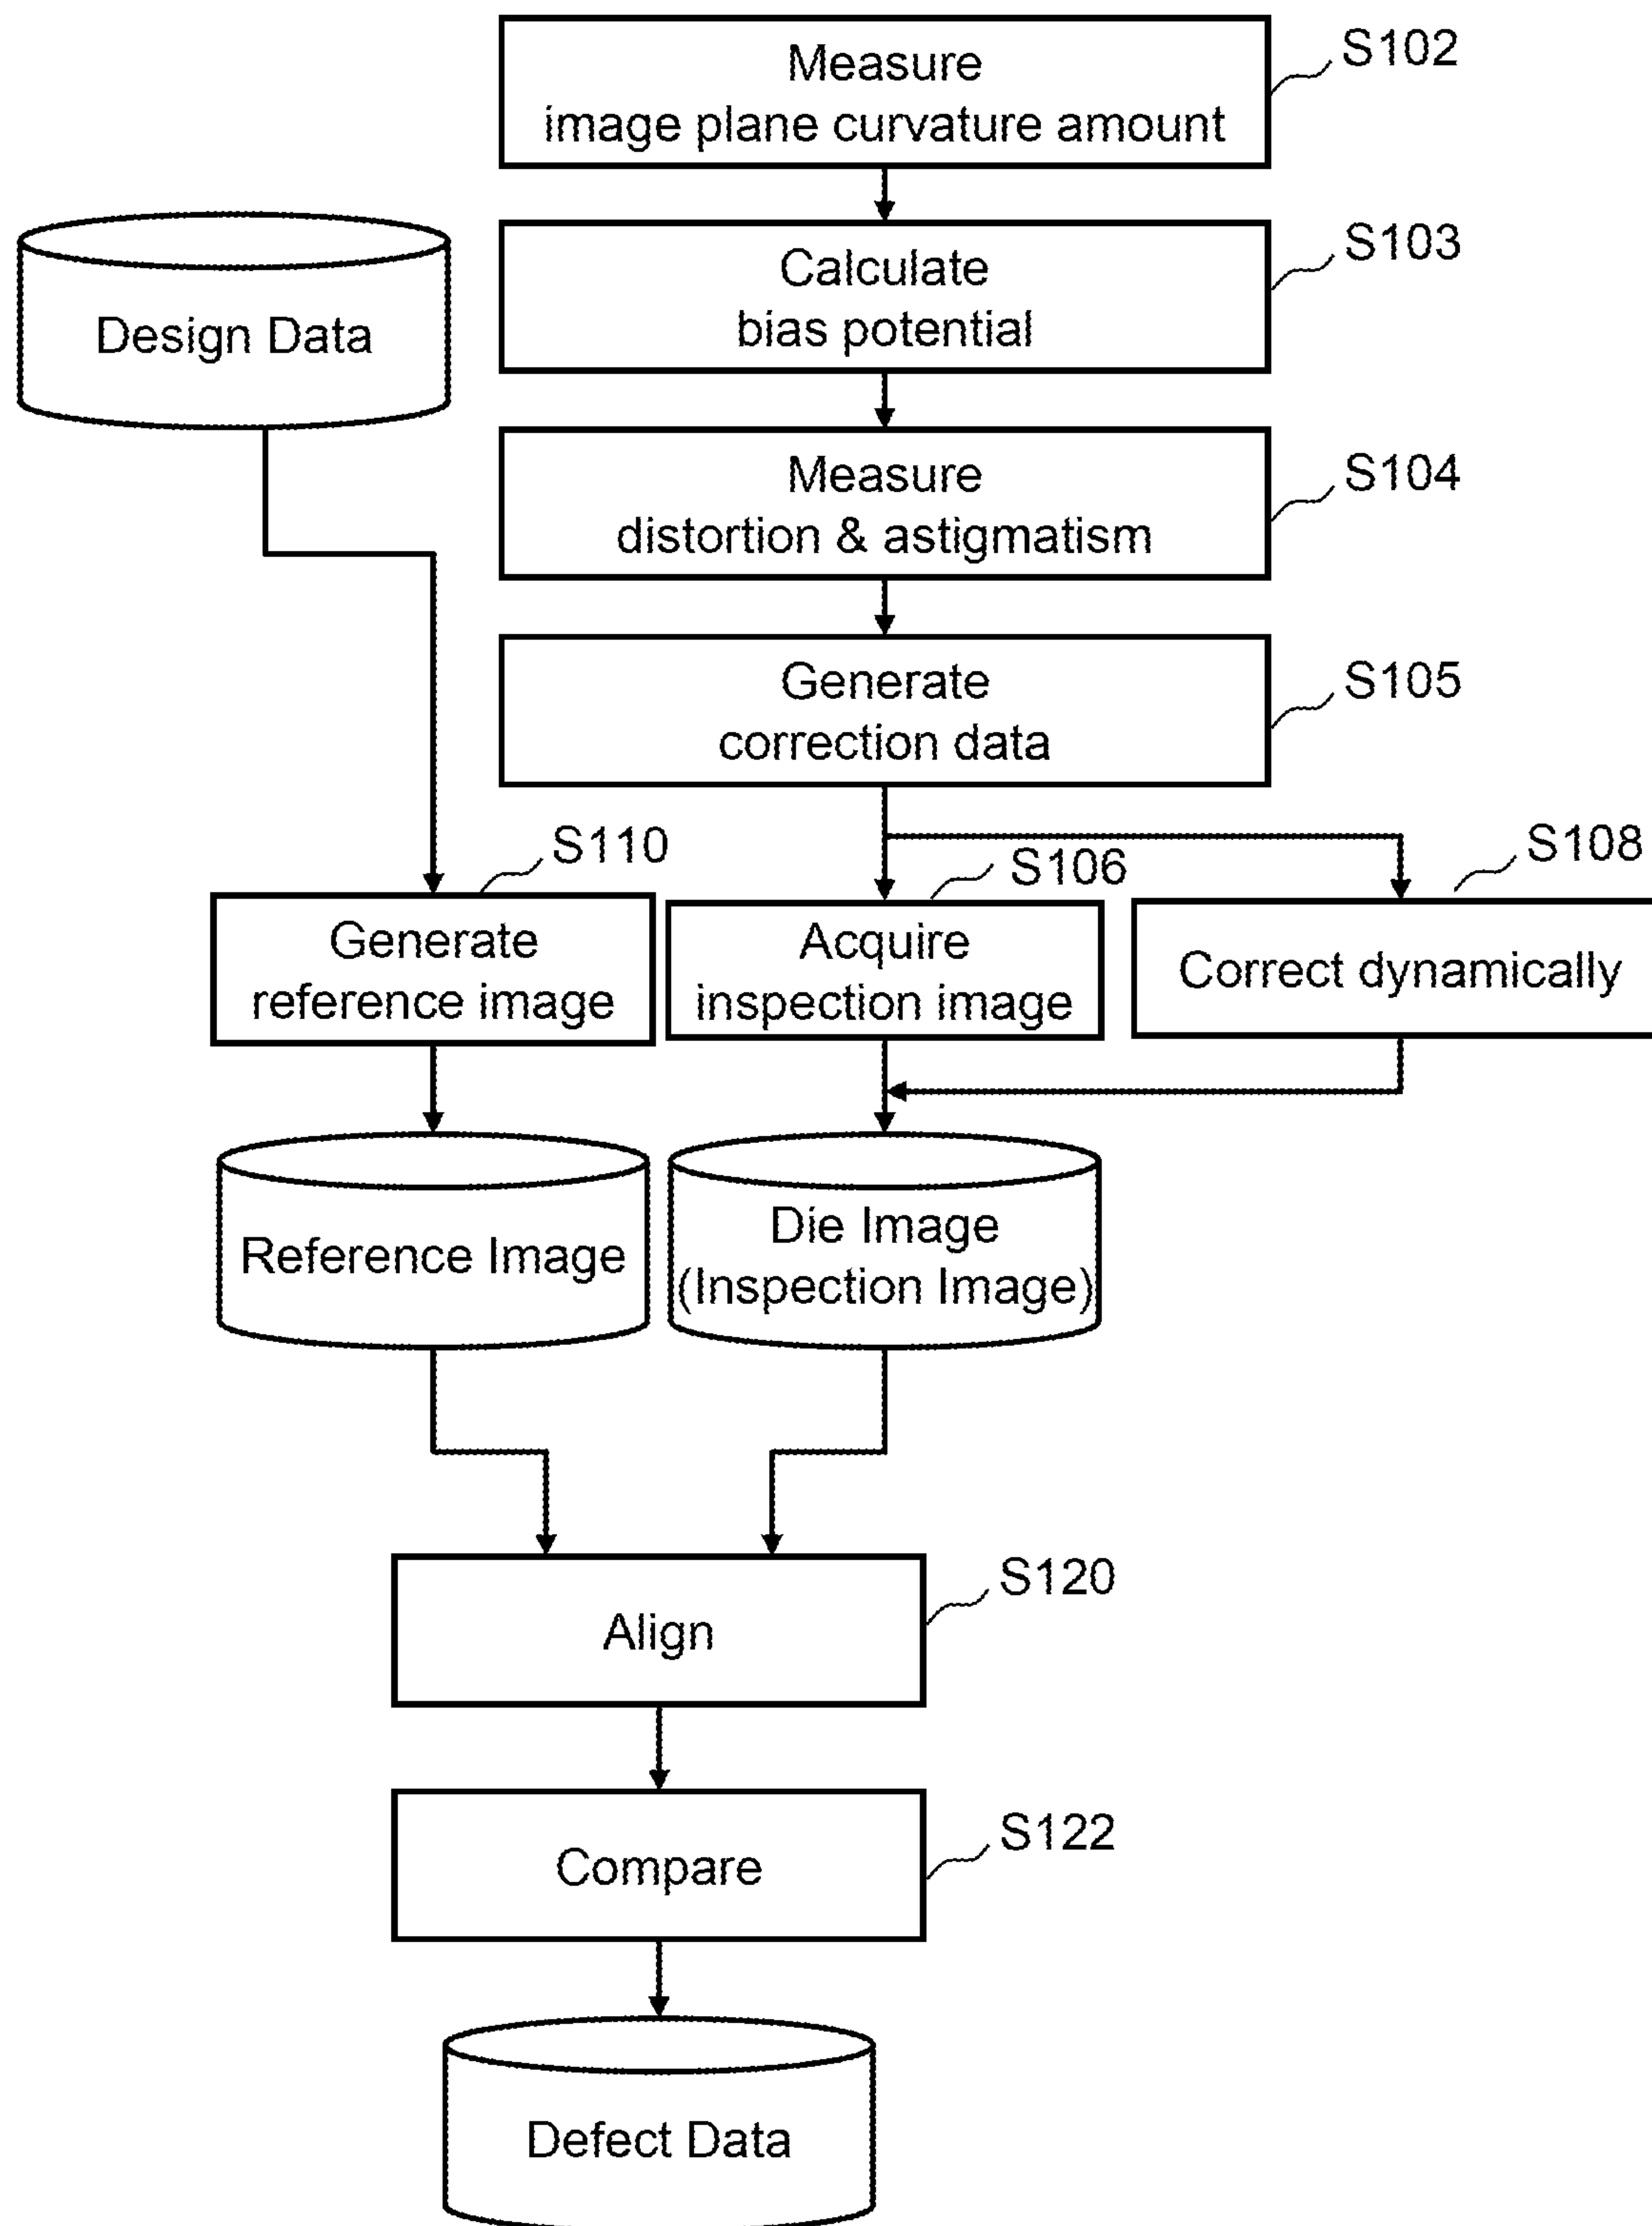 Measure
image plane curvature amount
S102
Calculate
bias potential
S103
Design Data
Measure
distortion & astigmatism
S104
Generate
correction data
S105
S110
S106
S108
Generate
reference image
Acquire
inspection image
Correct dynamically
Reference Image
Die Image
(Inspection Image)
Align
S120
Compare
S122
Defect Data